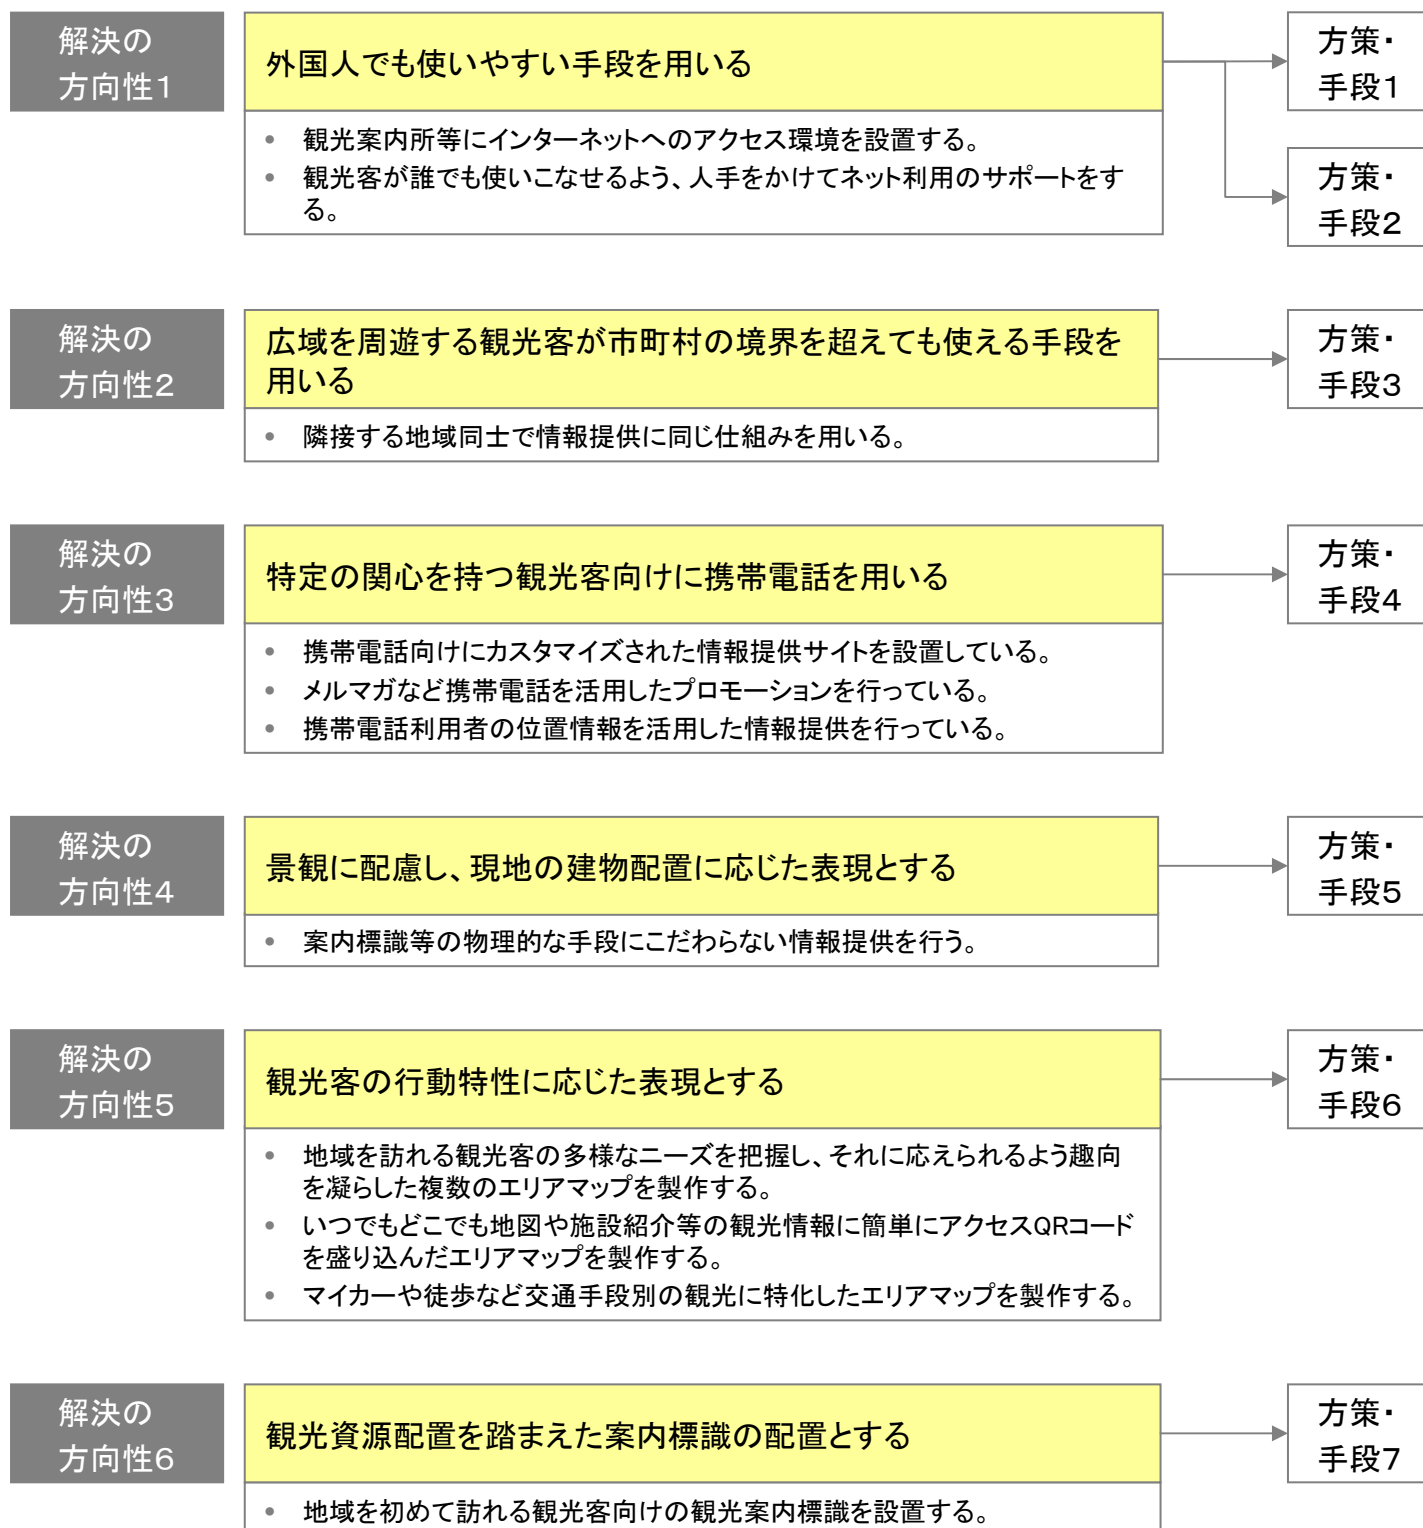 解決の
方向性1
外国人でも使いやすい手段を用いる
方策・
手段1
• 観光案内所等にインターネットへのアクセス環境を設置する。
• 観光客が誰でも使いこなせるよう、人手をかけてネット利用のサポートをす
る。
方策・
手段2
解決の
方向性2
広域を周遊する観光客が市町村の境界を超えても使える手段を
用いる
方策・
手段3
• 隣接する地域同士で情報提供に同じ仕組みを用いる。
解決の
方向性3
特定の関心を持つ観光客向けに携帯電話を用いる
方策・
手段4
• 携帯電話向けにカスタマイズされた情報提供サイトを設置している。
• メルマガなど携帯電話を活用したプロモーションを行っている。
• 携帯電話利用者の位置情報を活用した情報提供を行っている。
解決の
方向性4
景観に配慮し、現地の建物配置に応じた表現とする
方策・
手段5
• 案内標識等の物理的な手段にこだわらない情報提供を行う。
解決の
方向性5
観光客の行動特性に応じた表現とする
方策・
手段6
• 地域を訪れる観光客の多様なニーズを把握し、それに応えられるよう趣向
を凝らした複数のエリアマップを製作する。
• いつでもどこでも地図や施設紹介等の観光情報に簡単にアクセスQRコード
を盛り込んだエリアマップを製作する。
• マイカーや徒歩など交通手段別の観光に特化したエリアマップを製作する。
解決の
方向性6
観光資源配置を踏まえた案内標識の配置とする
方策・
手段7
• 地域を初めて訪れる観光客向けの観光案内標識を設置する。